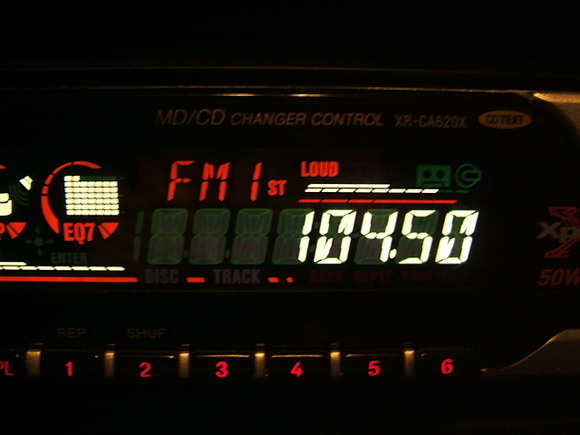 MD/CD CHANGER CONTROL XR-CA620X CD TEXT
FM1 ST LOUD
EQ7 104.50
ENTER
DISC TRACK
50W
REP SHUF
1 2 3 4 5 6